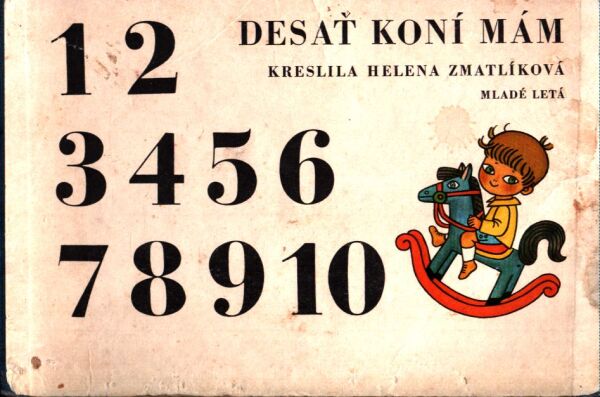 DESAŤ KONÍ MÁM
KRESLILA HELENA ZMATLÍKOVÁ
MLADÉ LETÁ
1 2
3 4 5 6
7 8 9 10